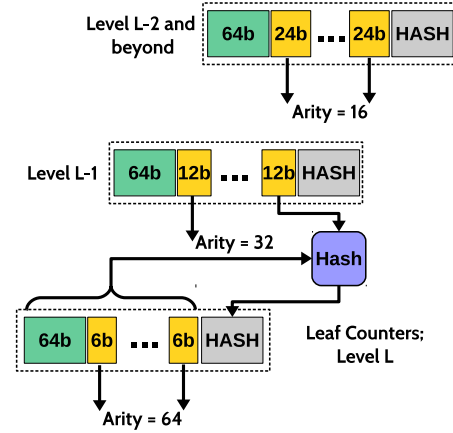 Level L-2 and
beyond
64b 24b ... 24b HASH
Arity = 16
Level L-1
64b 12b ... 12b HASH
Arity = 32
Hash
64b 6b ... 6b HASH
Leaf Counters;
Level L
Arity = 64